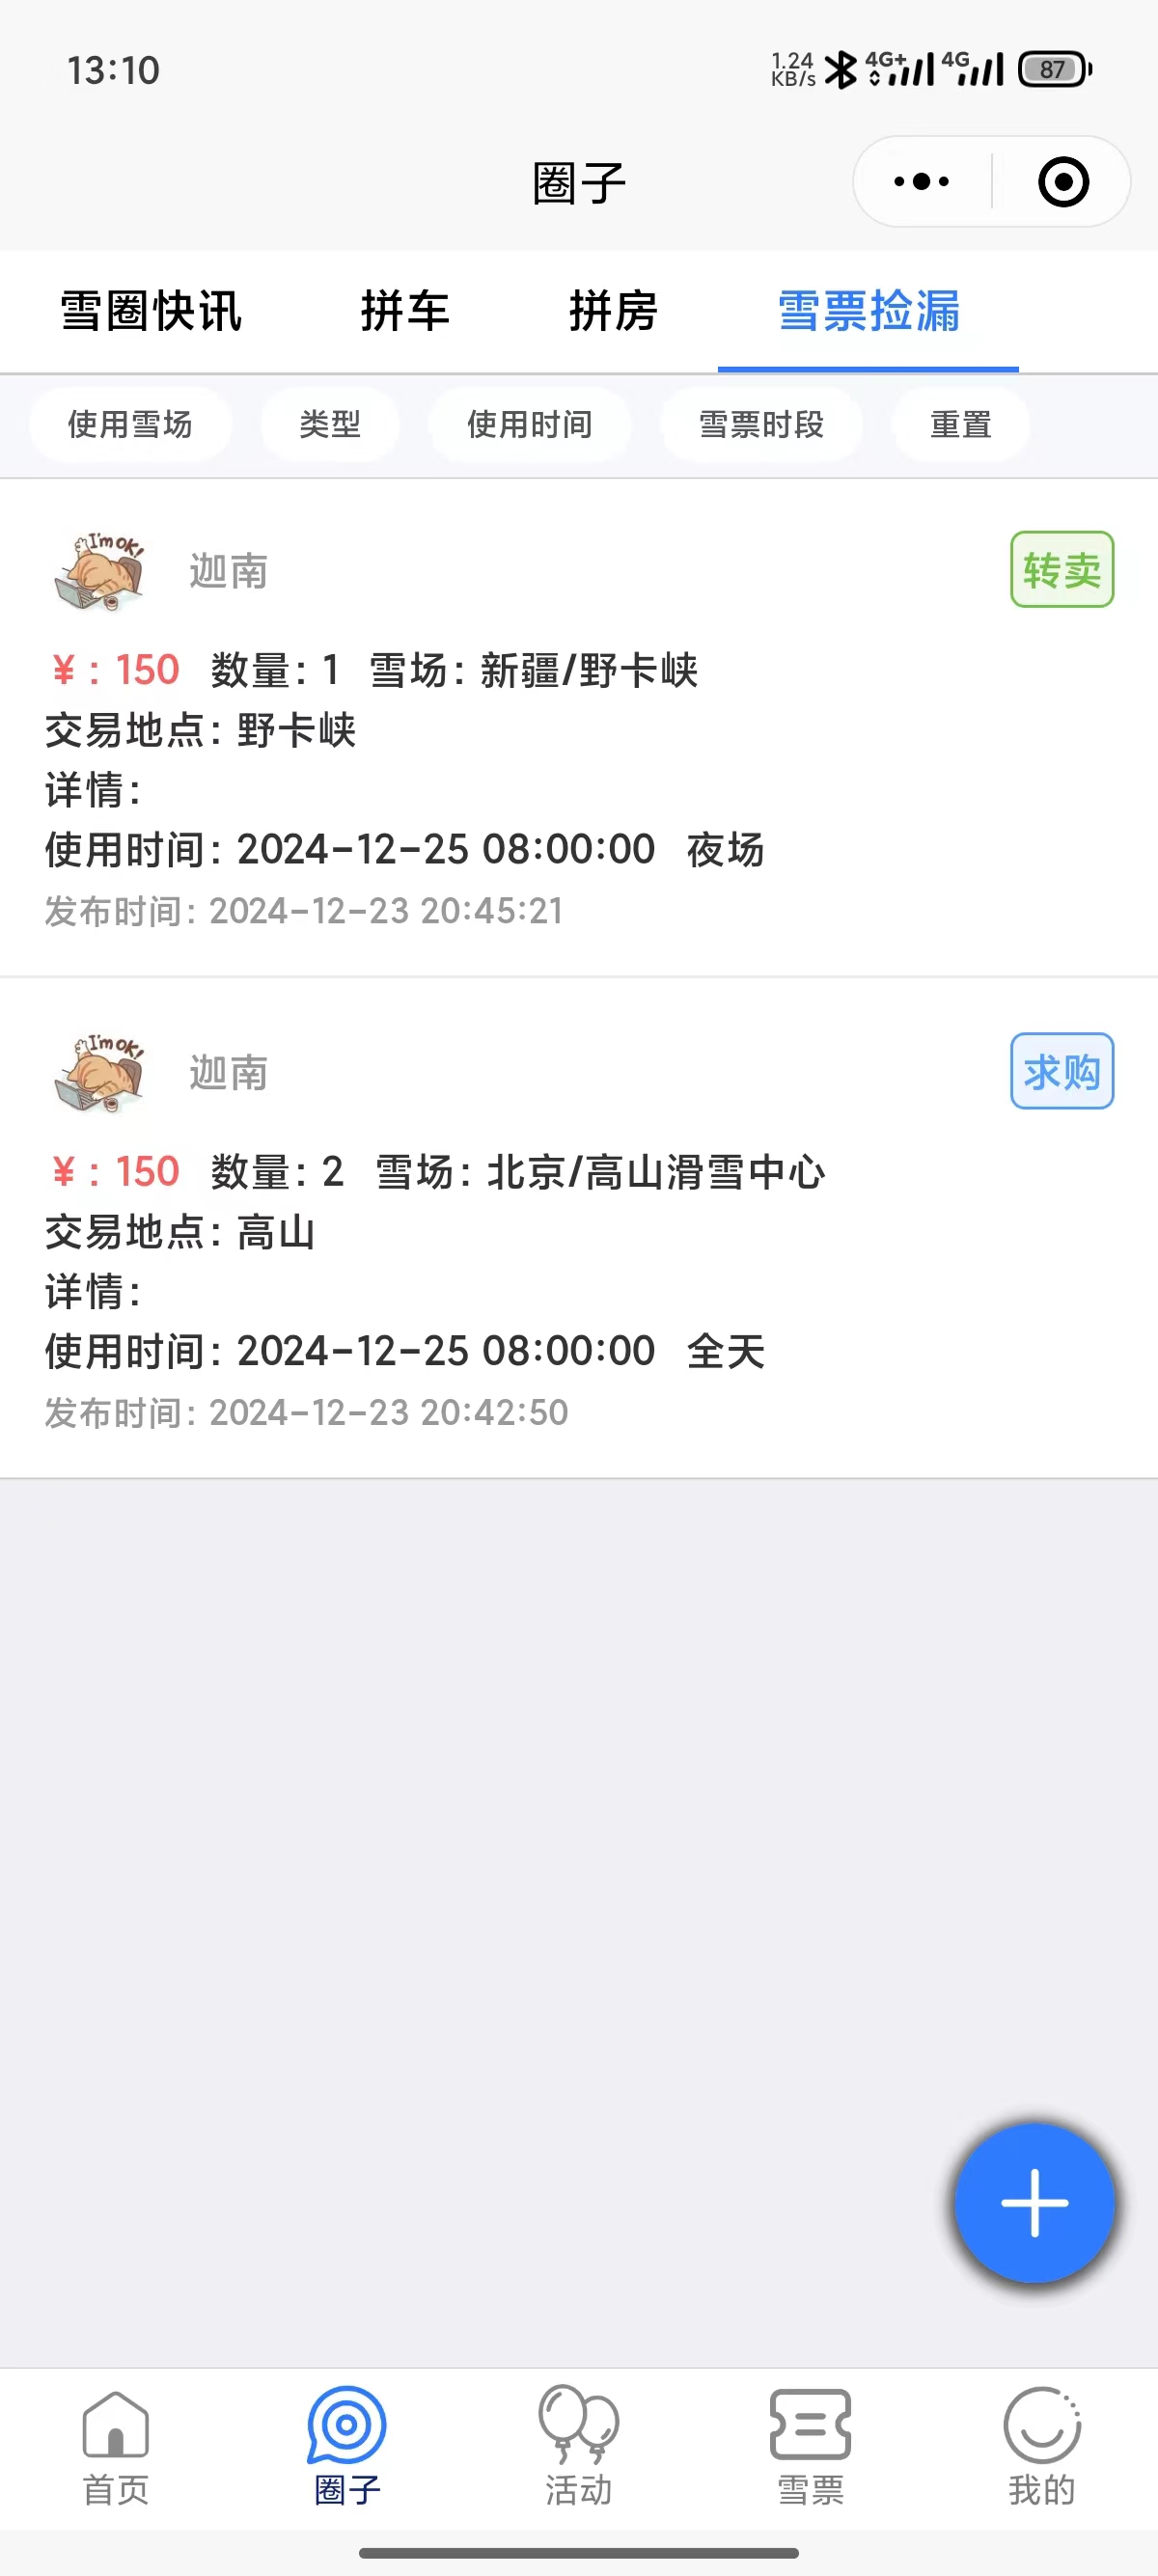 13:10
1.24
KB/s
4G+
4G
87
圈子
雪圈快讯 拼车 拼房 雪票捡漏
使用雪场 类型 使用时间 雪票时段 重置
I'm OK!
迦南
转卖
¥：150 数量：1 雪场：新疆/野卡峡
交易地点：野卡峡
详情：
使用时间：2024-12-25 08:00:00 夜场
发布时间：2024-12-23 20:45:21
I'm OK!
迦南
求购
¥：150 数量：2 雪场：北京/高山滑雪中心
交易地点：高山
详情：
使用时间：2024-12-25 08:00:00 全天
发布时间：2024-12-23 20:42:50
首页 圈子 活动 雪票 我的